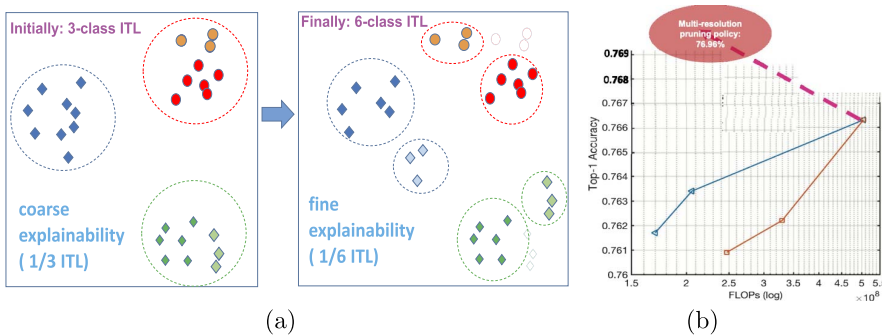 Initially: 3-class ITL
coarse
explainability
( 1/3 ITL)
Finally: 6-class ITL
fine
explainability
( 1/6 ITL)
(a)
Multi-resolution
pruning policy:
76.96%
0.769
0.768
0.767
0.766
0.765
0.764
0.763
0.762
0.761
0.76
Top-1 Accuracy
1.5 2 2.5 3 3.5 4 4.5 5 5.5
×10⁸
FLOPs (log)
(b)